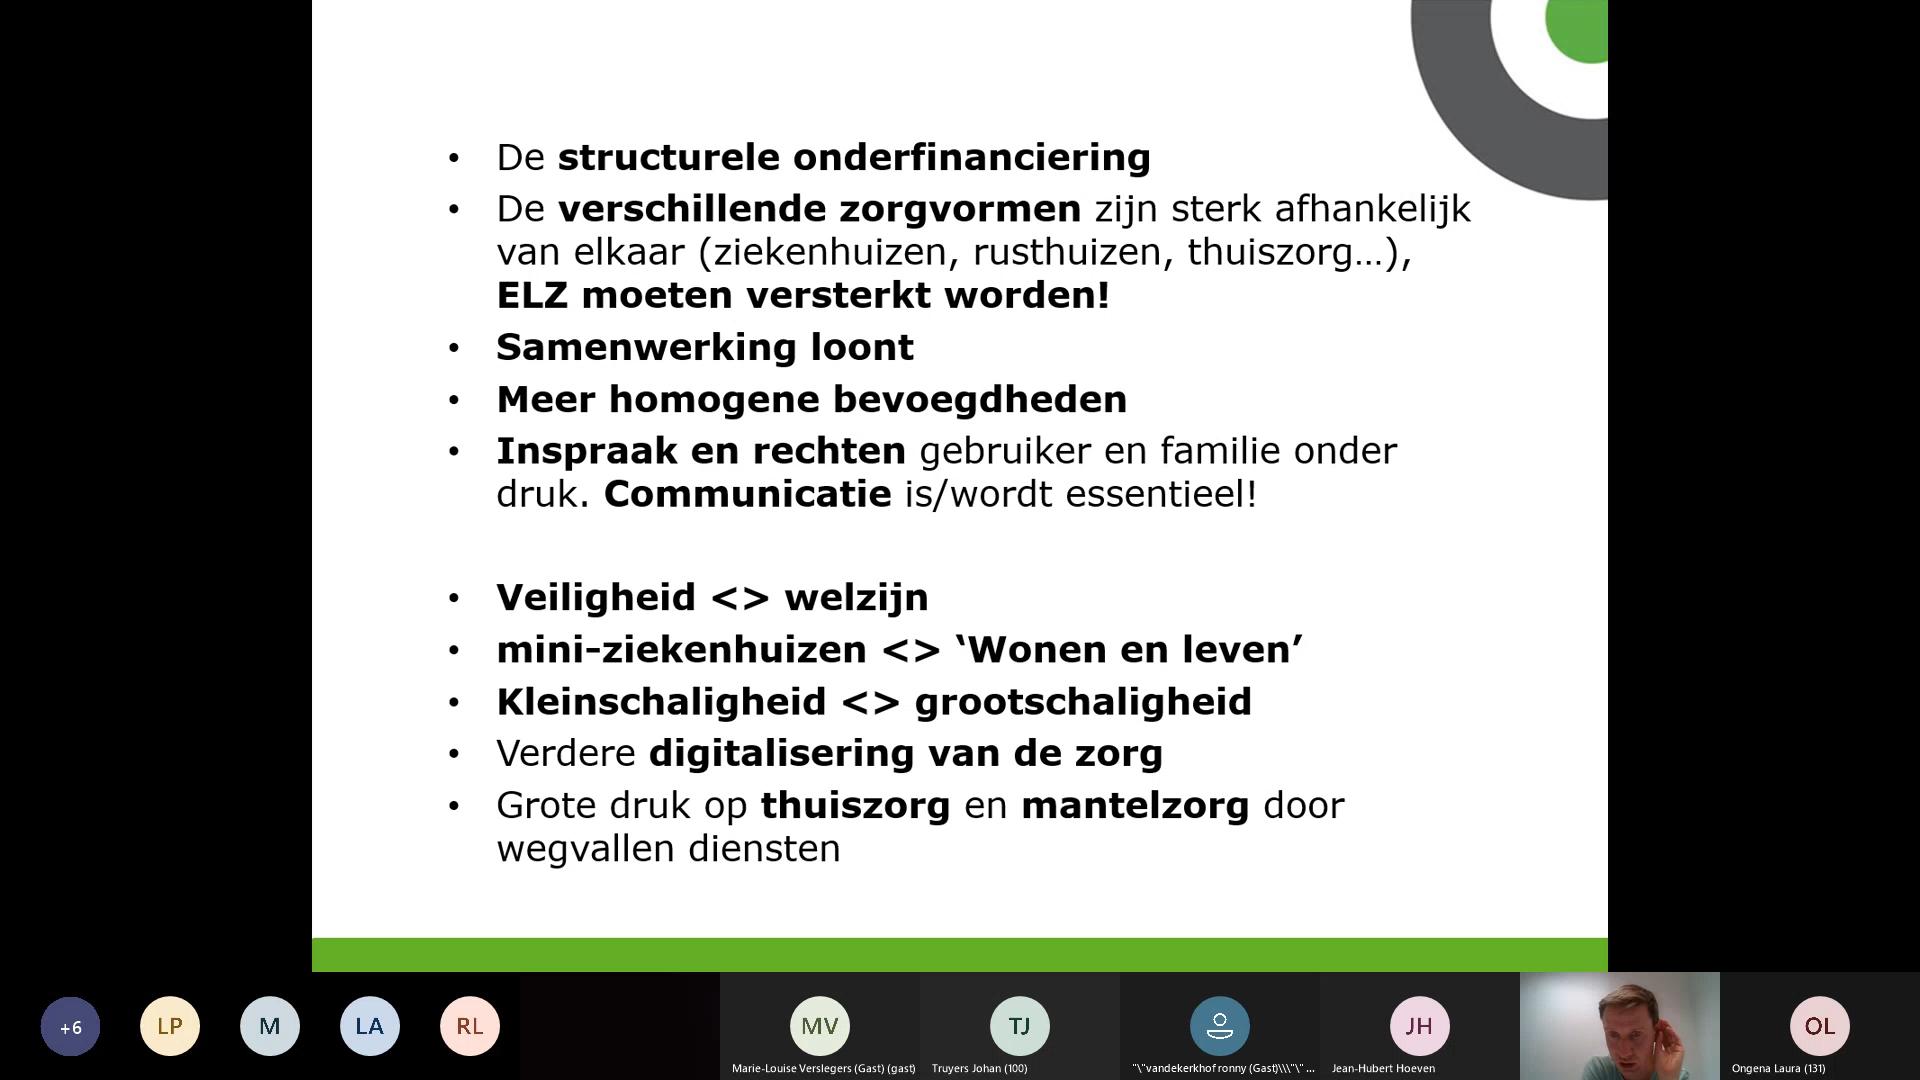 • De structurele onderfinanciering
• De verschillende zorgvormen zijn sterk afhankelijk
van elkaar (ziekenhuizen, rusthuizen, thuiszorg…),
ELZ moeten versterkt worden!
• Samenwerking loont
• Meer homogene bevoegdheden
• Inspraak en rechten gebruiker en familie onder
druk. Communicatie is/wordt essentieel!
• Veiligheid <> welzijn
• mini-ziekenhuizen <> ‘Wonen en leven’
• Kleinschaligheid <> grootschaligheid
• Verdere digitalisering van de zorg
• Grote druk op thuiszorg en mantelzorg door
wegvallen diensten
+6 LP M LA RL MV TJ JH OL
Marie-Louise Verslegers (Gast) (gast) Truyers Johan (100) "\"vandekerkhof ronny (Gast)\\\"\" ... Jean-Hubert Hoeven Ongena Laura (131)